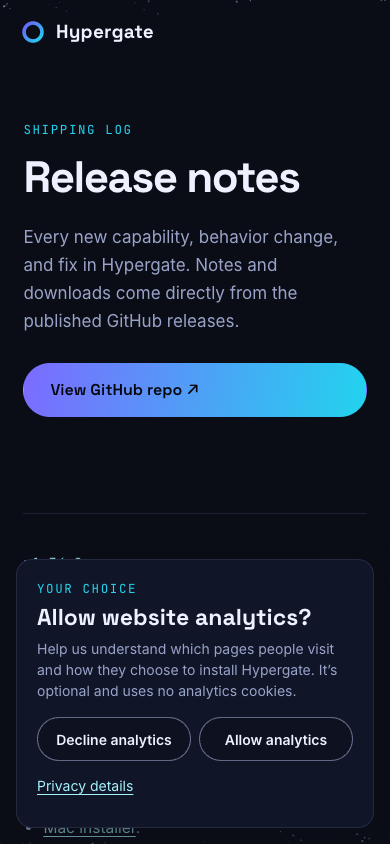 Hypergate
SHIPPING LOG
Release notes
Every new capability, behavior change,
and fix in Hypergate. Notes and
downloads come directly from the
published GitHub releases.
View GitHub repo ↗
YOUR CHOICE
Allow website analytics?
Help us understand which pages people visit
and how they choose to install Hypergate. It’s
optional and uses no analytics cookies.
Decline analytics
Allow analytics
Privacy details
Mac installer.